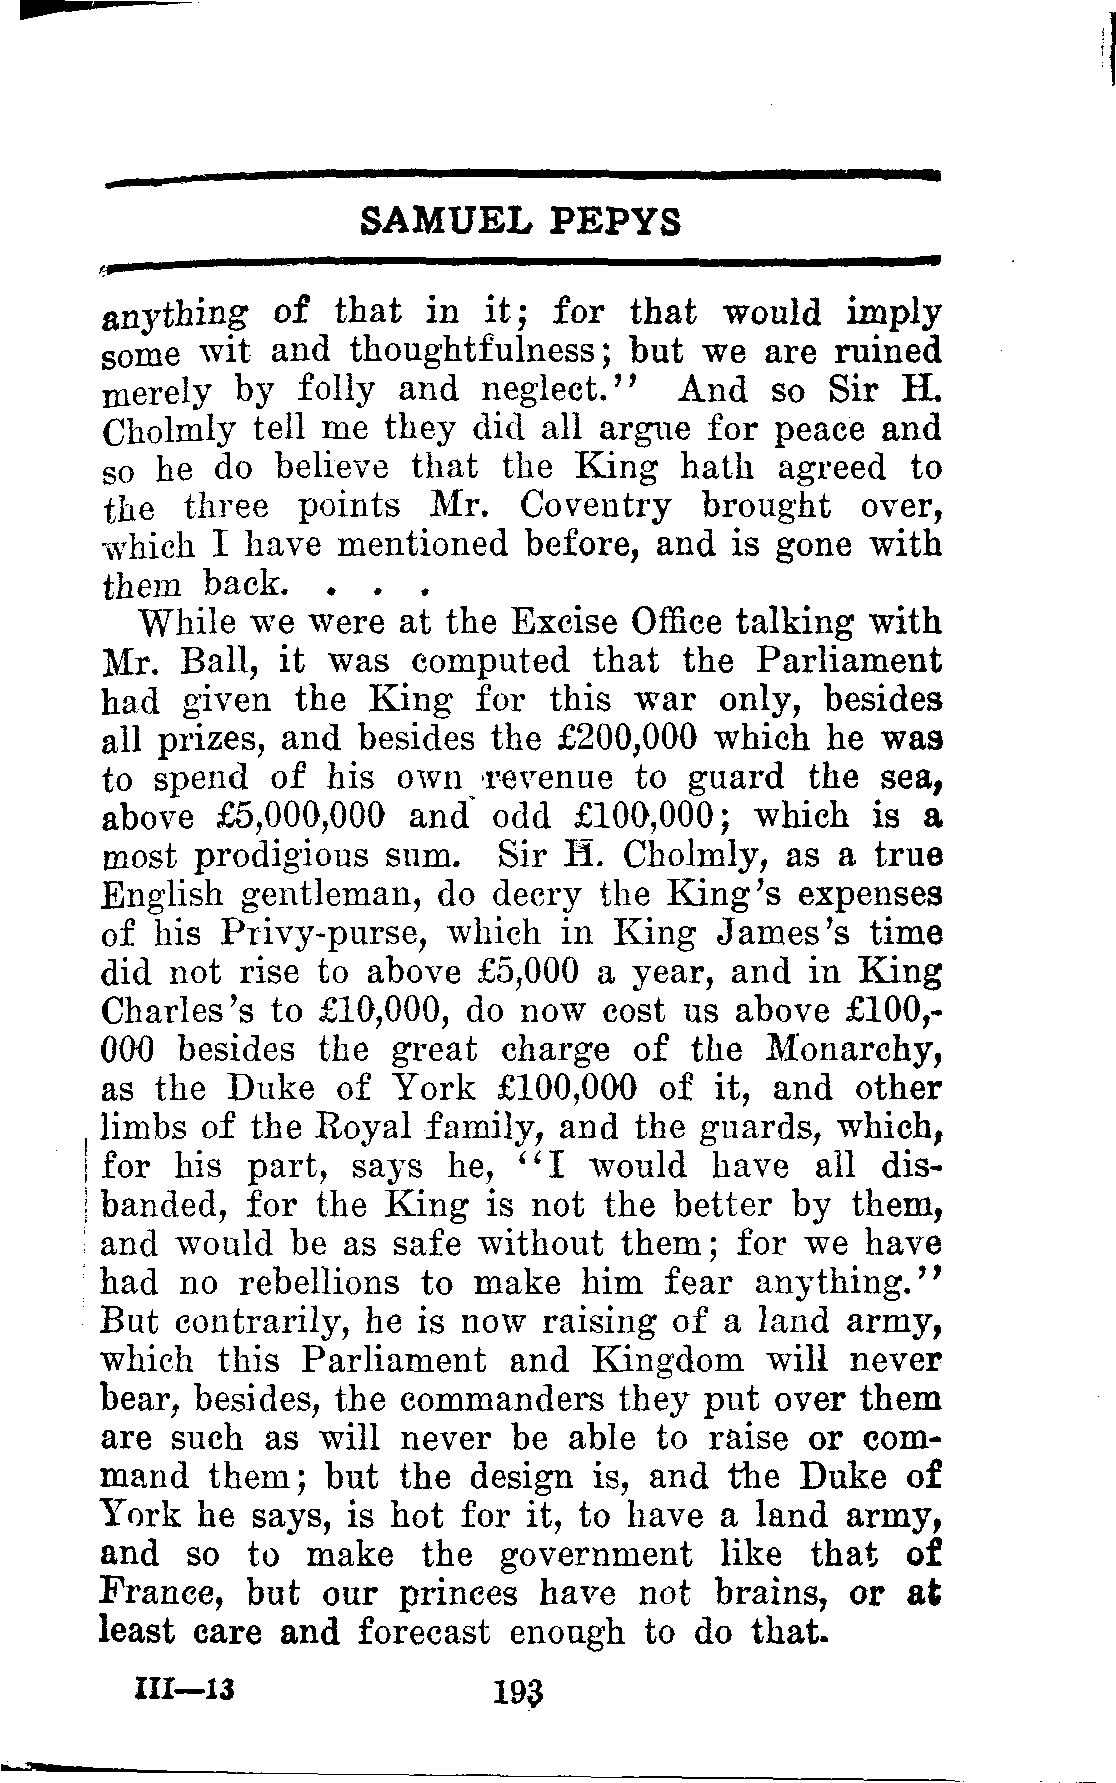 SAMUEL PEPYS
anything of that in it; for that would imply
some wit and thoughtfulness; but we are ruined
merely by folly and neglect.'' And so Sir H.
Cholmly tell me they did all argue for peace and
so he do believe that the King hath agreed to
the three points Mr. Coventry brought over,
which I have mentioned before, and is gone with
them back. . . .
While we were at the Excise Office talking with
Mr. Ball, it was computed that the Parliament
had given the King for this war only, besides
all prizes, and besides the £200,000 which he was
to spend of his own revenue to guard the sea,
above £5,000,000 and odd £100,000; which is a
most prodigious sum. Sir H. Cholmly, as a true
English gentleman, do decry the King's expenses
of his Privy-purse, which in King James's time
did not rise to above £5,000 a year, and in King
Charles's to £10,000, do now cost us above £100,-
000 besides the great charge of the Monarchy,
as the Duke of York £100,000 of it, and other
limbs of the Royal family, and the guards, which,
for his part, says he, ''I would have all dis-
banded, for the King is not the better by them,
and would be as safe without them; for we have
had no rebellions to make him fear anything.''
But contrarily, he is now raising of a land army,
which this Parliament and Kingdom will never
bear, besides, the commanders they put over them
are such as will never be able to raise or com-
mand them; but the design is, and the Duke of
York he says, is hot for it, to have a land army,
and so to make the government like that of
France, but our princes have not brains, or at
least care and forecast enough to do that.
III—13 193